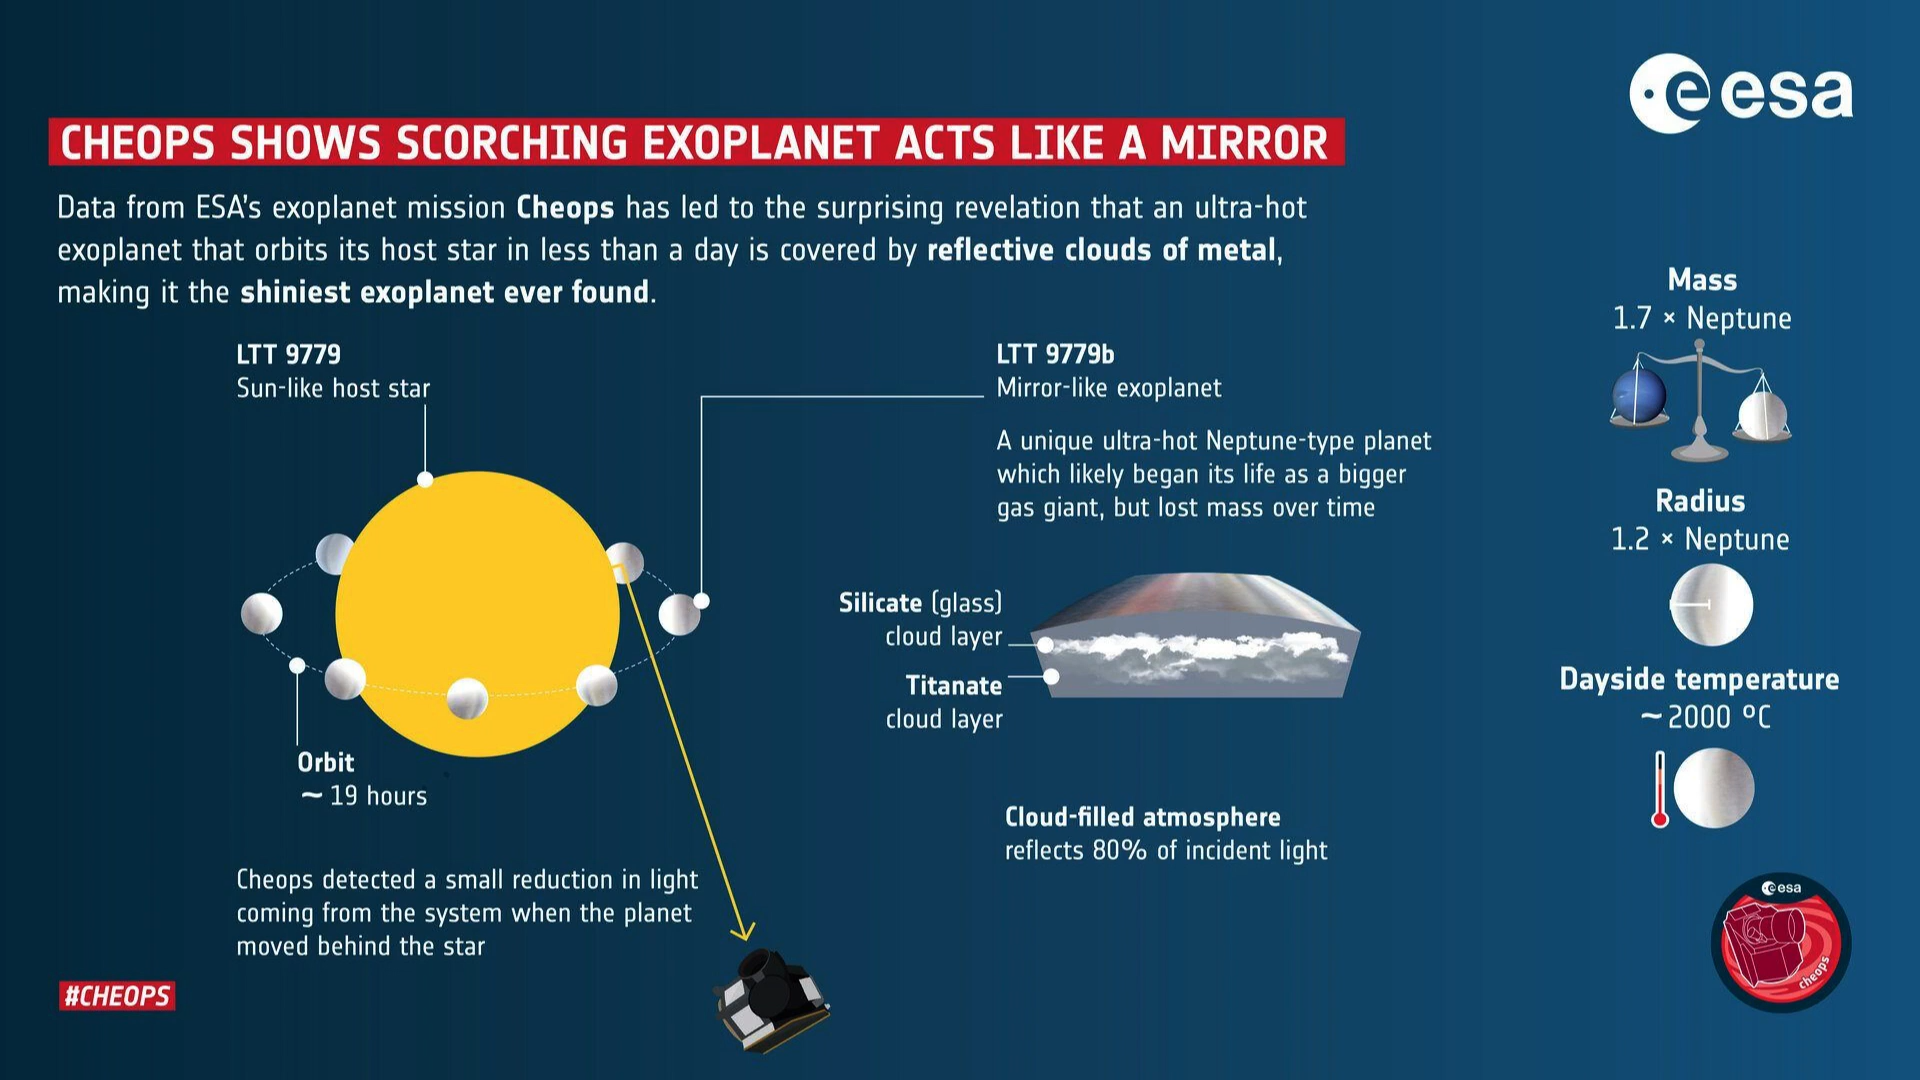 esa
CHEOPS SHOWS SCORCHING EXOPLANET ACTS LIKE A MIRROR
Data from ESA's exoplanet mission Cheops has led to the surprising revelation that an ultra-hot
exoplanet that orbits its host star in less than a day is covered by reflective clouds of metal,
making it the shiniest exoplanet ever found.
LTT 9779
Sun-like host star
Orbit
~ 19 hours
Cheops detected a small reduction in light
coming from the system when the planet
moved behind the star
#CHEOPS
LTT 9779b
Mirror-like exoplanet
A unique ultra-hot Neptune-type planet
which likely began its life as a bigger
gas giant, but lost mass over time
Silicate (glass)
cloud layer
Titanate
cloud layer
Cloud-filled atmosphere
reflects 80% of incident light
Mass
1.7 × Neptune
Radius
1.2 × Neptune
Dayside temperature
~ 2000 °C
esa
cheops